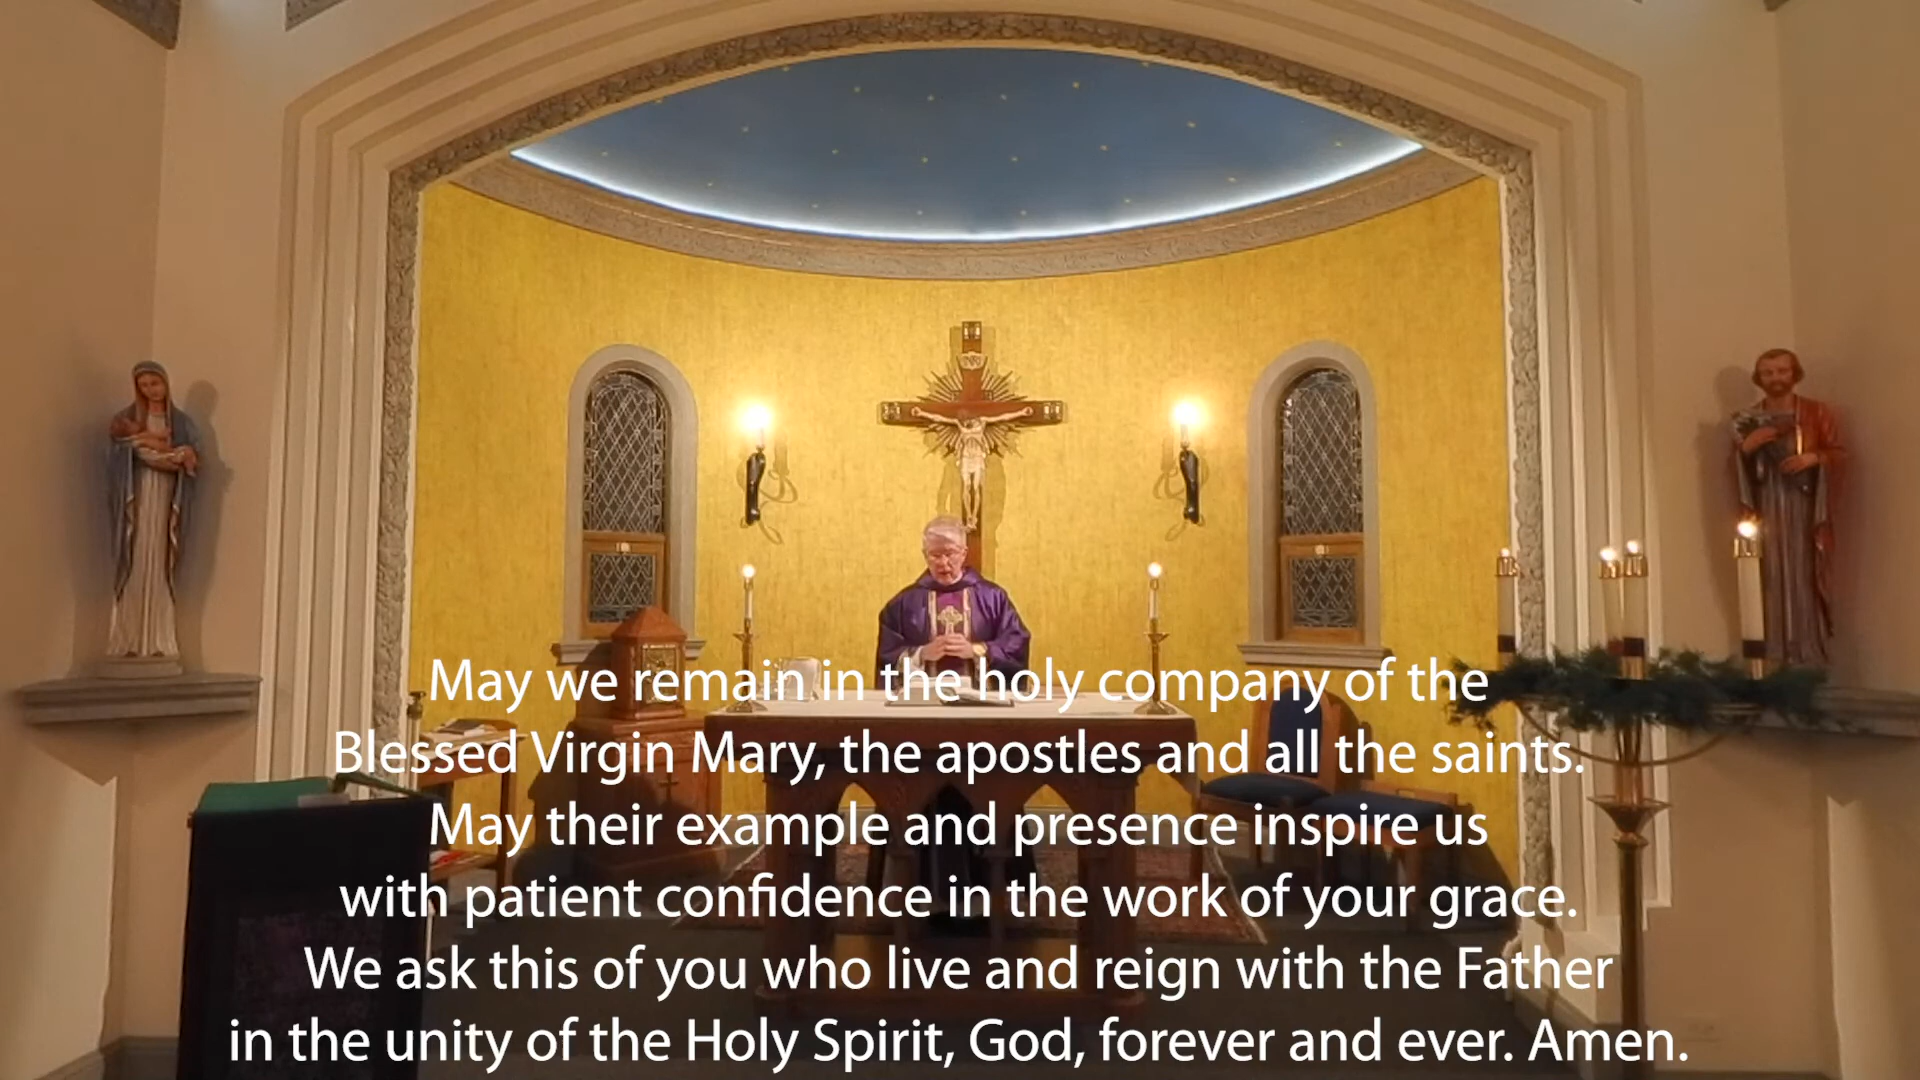 INRI
May we remain in the holy company of the
Blessed Virgin Mary, the apostles and all the saints.
May their example and presence inspire us
with patient confidence in the work of your grace.
We ask this of you who live and reign with the Father
in the unity of the Holy Spirit, God, forever and ever. Amen.